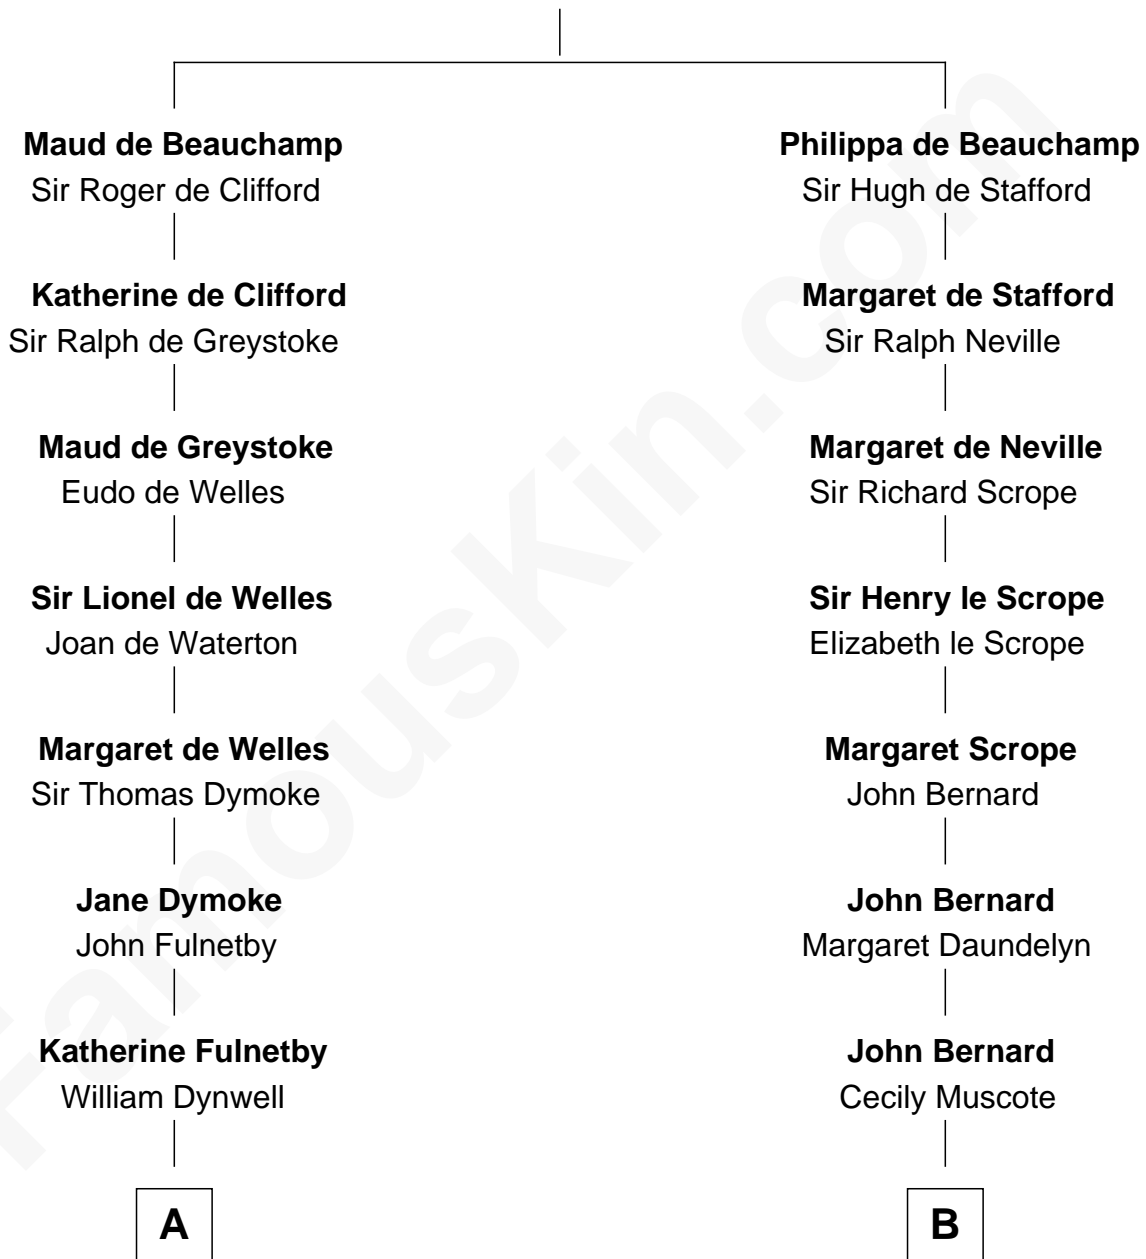 Maud de Beauchamp
Sir Roger de Clifford
Katherine de Clifford
Sir Ralph de Greystoke
Maud de Greystoke
Eudo de Welles
Sir Lionel de Welles
Joan de Waterton
Margaret de Welles
Sir Thomas Dymoke
Jane Dymoke
John Fulnetby
Katherine Fulnetby
William Dynwell
A
Philippa de Beauchamp
Sir Hugh de Stafford
Margaret de Stafford
Sir Ralph Neville
Margaret de Neville
Sir Richard Scrope
Sir Henry le Scrope
Elizabeth le Scrope
Margaret Scrope
John Bernard
John Bernard
Margaret Daundelyn
John Bernard
Cecily Muscote
B
FamousKin.com